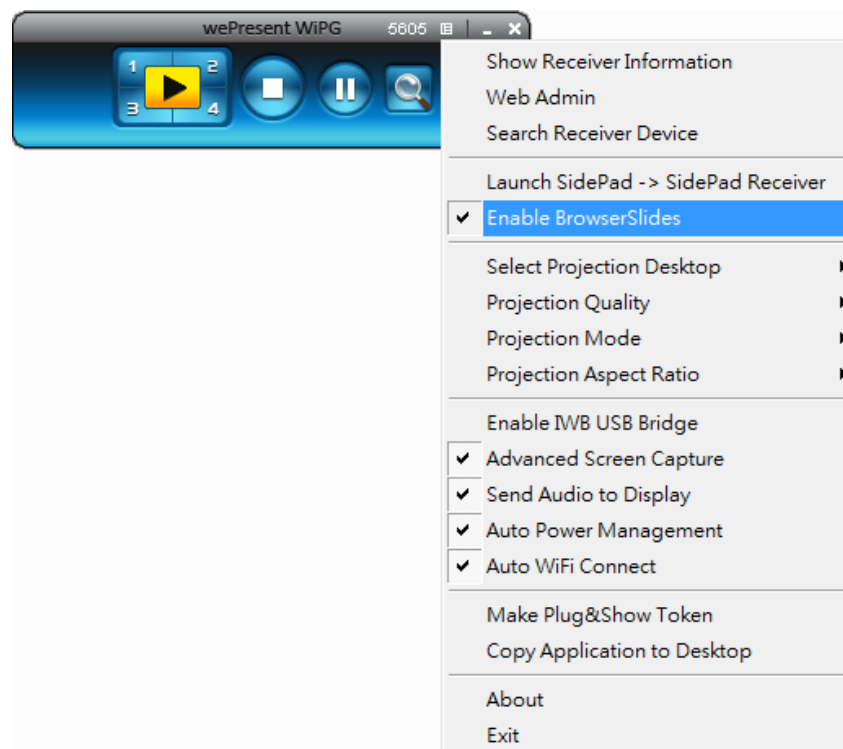 wePresent WiPG 5605
1 2
3 4
Show Receiver Information
Web Admin
Search Receiver Device
Launch SidePad -> SidePad Receiver
Enable BrowserSlides
Select Projection Desktop
Projection Quality
Projection Mode
Projection Aspect Ratio
Enable IWB USB Bridge
Advanced Screen Capture
Send Audio to Display
Auto Power Management
Auto WiFi Connect
Make Plug&Show Token
Copy Application to Desktop
About
Exit